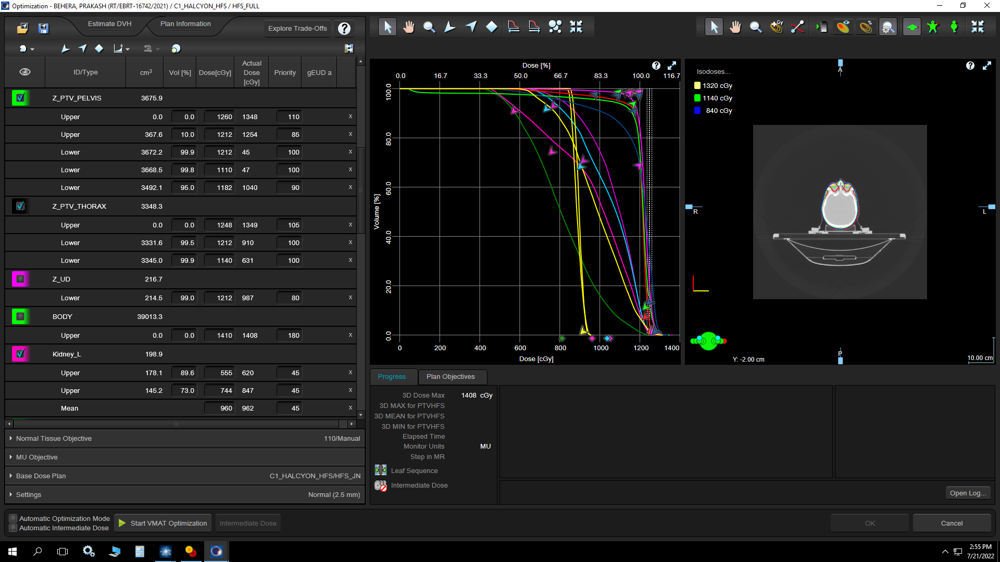 Optimization - BEHERA, PRAKASH (RT/EBRT-16742/2021) / C1_HALCYON_HFS / HFS_FULL
Estimate DVH
Plan Information
Explore Trade-Offs
ID/Type cm3 Vol [%] Dose[cGy] Actual Dose [cGy] Priority gEUD a
Z_PTV_PELVIS 3675.9
Upper 0.0 0.0 1260 1348 110 X
Upper 367.6 10.0 1212 1254 85 X
Lower 3672.2 99.9 1212 45 100 X
Lower 3668.5 99.8 1110 47 100 X
Lower 3492.1 95.0 1182 1040 90 X
Z_PTV_THORAX 3348.3
Upper 0.0 0.0 1248 1349 105 X
Lower 3331.6 99.5 1212 910 100 X
Lower 3345.0 99.9 1140 631 100 X
Z_UD 216.7
Lower 214.5 99.0 1212 987 80 X
BODY 39013.3
Upper 0.0 0.0 1410 1408 180 X
Kidney_L 198.9
Upper 178.1 89.6 555 620 45 X
Upper 145.2 73.0 744 847 45 X
Mean 960 962 45 X
Normal Tissue Objective 110/Manual
MU Objective
Base Dose Plan C1_HALCYON_HFS/HFS_JN
Settings Normal (2.5 mm)
Automatic Optimization Mode
Automatic Intermediate Dose
Start VMAT Optimization
Intermediate Dose
Dose [%]
0.0 16.7 33.3 50.0 66.7 83.3 100.0 116.7
Volume [%]
100.0
80.0
60.0
40.0
20.0
0.0
0 200 400 600 800 1000 1200 1400
Dose [cGy]
Isodoses...
1320 cGy
1140 cGy
840 cGy
A
R
L
P
Y: -2.00 cm
10.00 cm
Progress
Plan Objectives
3D Dose Max 1408 cGy
3D MAX for PTVHFS
3D MEAN for PTVHFS
3D MIN for PTVHFS
Elapsed Time
Monitor Units MU
Step in MR
Leaf Sequence
Intermediate Dose
Open Log...
OK
Cancel
2:55 PM
7/21/2022